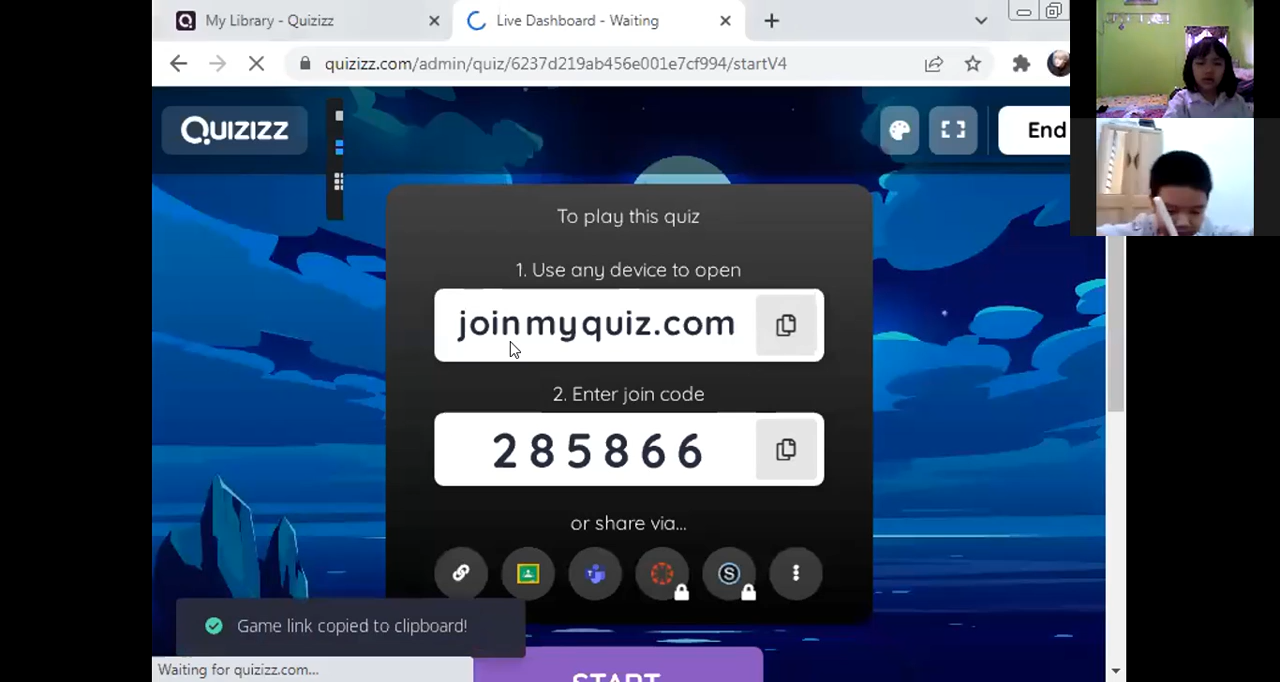 My Library - Quizizz
Live Dashboard - Waiting
quizizz.com/admin/quiz/6237d219ab456e001e7cf994/startV4
QUIZIZZ
End
To play this quiz
1. Use any device to open
joinmyquiz.com
2. Enter join code
285866
or share via...
Game link copied to clipboard!
Waiting for quizizz.com...
START